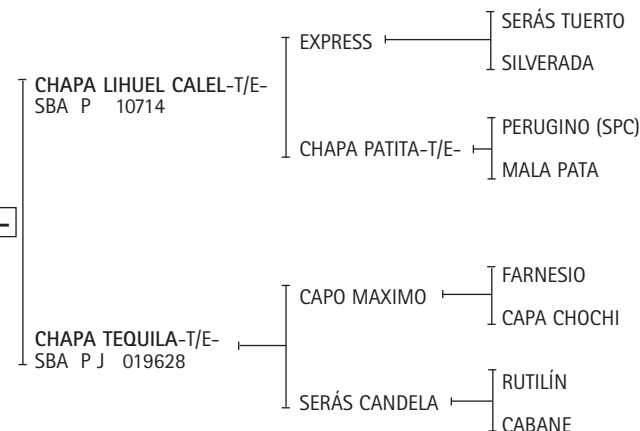 SERÁS TUERTO
EXPRESS
SILVERADA
CHAPA LIHUEL CALEL-T/E-
SBA P 10714
PERUGINO (SPC)
CHAPA PATITA-T/E-
MALA PATA
FARNESIO
CAPO MAXIMO
CAPA CHOCHI
CHAPA TEQUILA-T/E-
SBA P J 019628
RUTILÍN
SERÁS CANDELA
CABANE